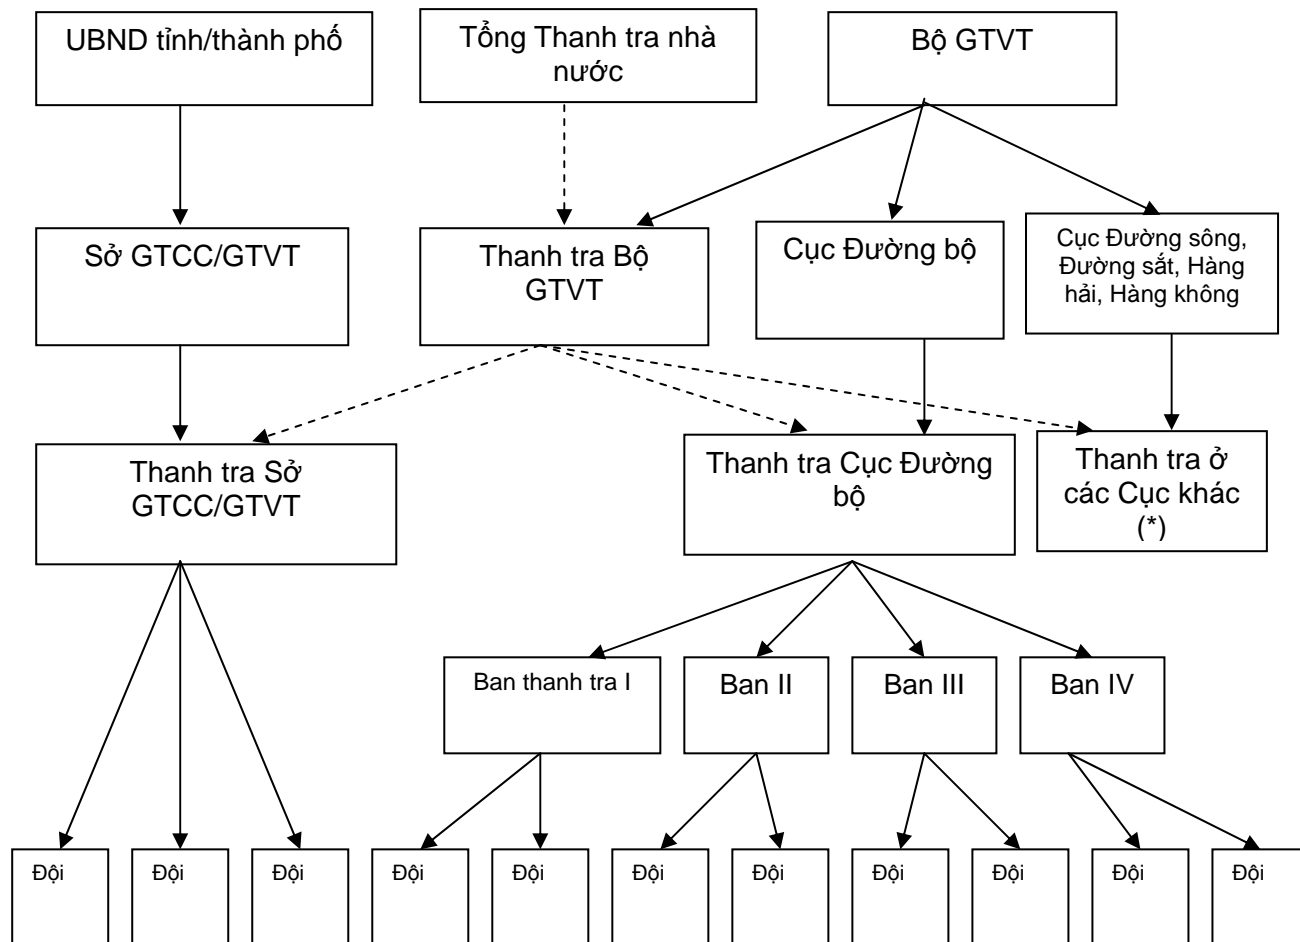 UBND tỉnh/thành phố
Tổng Thanh tra nhà
nước
Bộ GTVT
Sở GTCC/GTVT
Thanh tra Bộ
GTVT
Cục Đường bộ
Cục Đường sông,
Đường sắt, Hàng
hải, Hàng không
Thanh tra Sở
GTCC/GTVT
Thanh tra Cục Đường
bộ
Thanh tra ở
các Cục khác
(*)
Ban thanh tra I
Ban II
Ban III
Ban IV
Đội
Đội
Đội
Đội
Đội
Đội
Đội
Đội
Đội
Đội
Đội